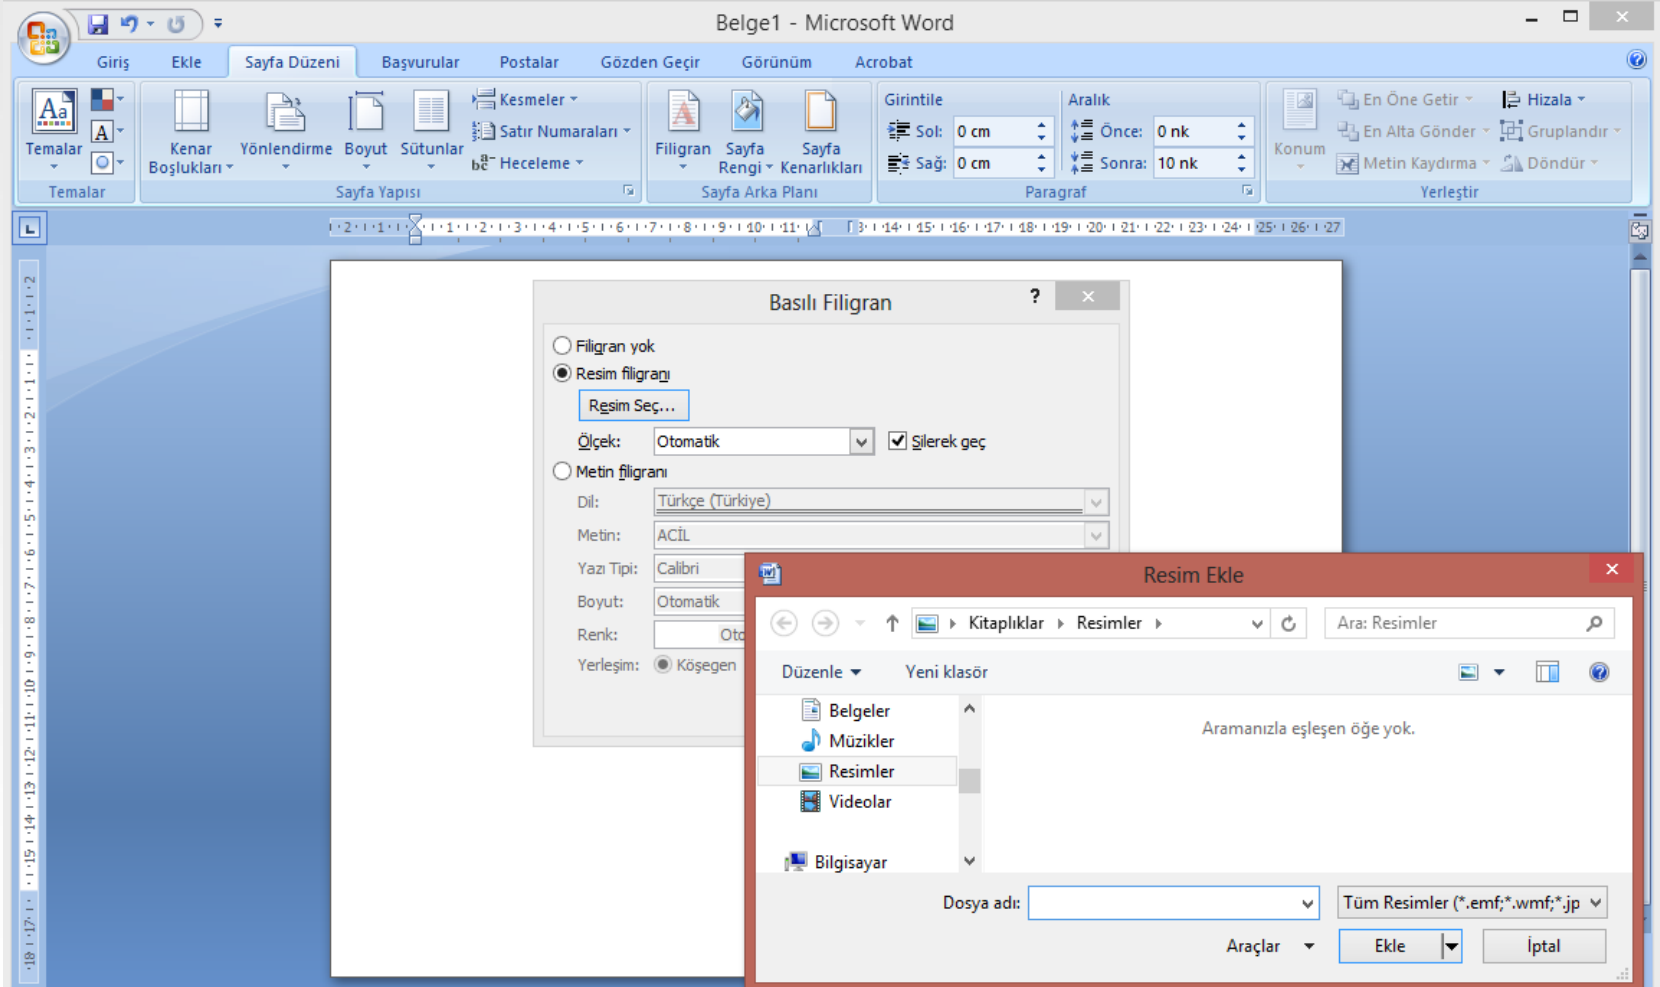 Belge1 - Microsoft Word
Giriş Ekle Sayfa Düzeni Başvurular Postalar Gözden Geçir Görünüm Acrobat
Temalar
Temalar
Kenar Boşlukları
Yönlendirme
Boyut
Sütunlar
Kesmeler
Satır Numaraları
Heceleme
Sayfa Yapısı
Filigran
Sayfa Rengi
Sayfa Kenarlıkları
Sayfa Arka Planı
Girintile
Sol: 0 cm
Sağ: 0 cm
Aralık
Önce: 0 nk
Sonra: 10 nk
Paragraf
Konum
En Öne Getir
En Alta Gönder
Metin Kaydırma
Hizala
Gruplandır
Döndür
Yerleştir
Basılı Filigran
Filigran yok
Resim filigranı
Resim Seç...
Ölçek: Otomatik Silerek geç
Metin filigranı
Dil: Türkçe (Türkiye)
Metin: ACİL
Yazı Tipi: Calibri
Boyut: Otomatik
Renk: Oto
Yerleşim: Köşegen
Resim Ekle
Kitaplıklar Resimler
Ara: Resimler
Düzenle Yeni klasör
Belgeler
Müzikler
Resimler
Videolar
Bilgisayar
Aramanızla eşleşen öğe yok.
Dosya adı: Tüm Resimler (*.emf;*.wmf;*.jp
Araçlar Ekle İptal